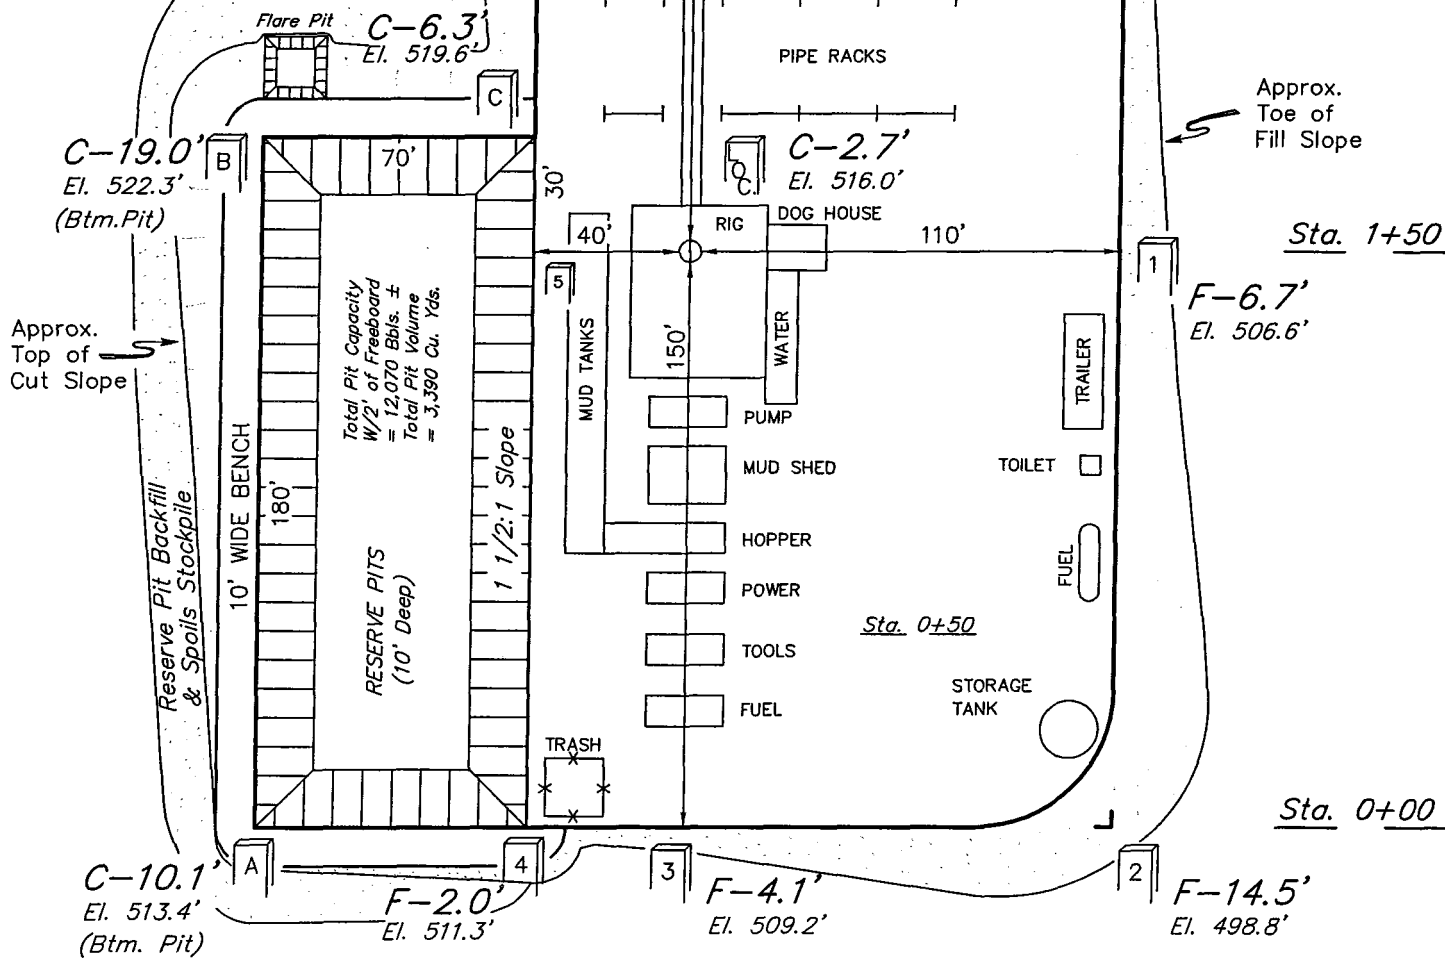 Flare Pit
C-6.3'
El. 519.6'
PIPE RACKS
C
Approx.
Toe of
Fill Slope
C-19.0'
El. 522.3'
(Btm.Pit)
B
70'
30'
LOC.
C-2.7'
El. 516.0'
RIG
DOG HOUSE
40'
110'
Sta. 1+50
5
1
F-6.7'
El. 506.6'
Approx.
Top of
Cut Slope
Total Pit Capacity
W/2' of Freeboard
= 12,070 Bbls. ±
Total Pit Volume
= 3,390 Cu. Yds.
MUD TANKS
150'
WATER
TRAILER
PUMP
MUD SHED
TOILET
10' WIDE BENCH
180'
1 1/2:1 Slope
Reserve Pit Backfill
& Spoils Stockpile
RESERVE PITS
(10' Deep)
HOPPER
POWER
FUEL
Sta. 0+50
TOOLS
FUEL
STORAGE
TANK
TRASH
Sta. 0+00
A
4
3
2
C-10.1'
El. 513.4'
(Btm. Pit)
F-2.0'
El. 511.3'
F-4.1'
El. 509.2'
F-14.5'
El. 498.8'